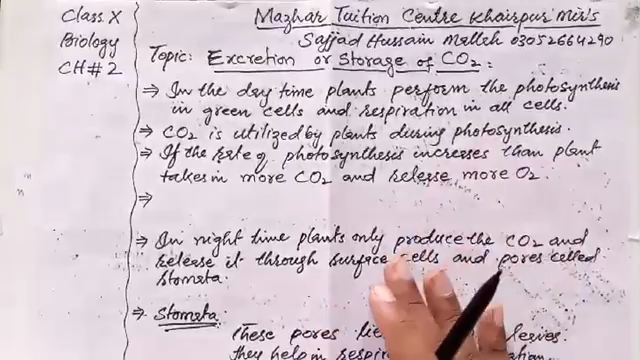 Class X
Biology
CH#2
Mazhar Tuition Centre Khairpur Mir's
Sajjad Hussain Malleh 03052664290
Topic: Excretion or Storage of CO₂:
⇒ In the day time plants perform the photosynthesis
in green cells and respiration in all cells.
⇒ CO₂ is utilized by plants during photosynthesis.
⇒ If the rate of photosynthesis increases than plant
takes in more CO₂ and release more O₂.
⇒
⇒ In night time plants only produce the CO₂ and
release it through surface cells and pores called
Stomata.
⇒ Stomata
These pores
they help in